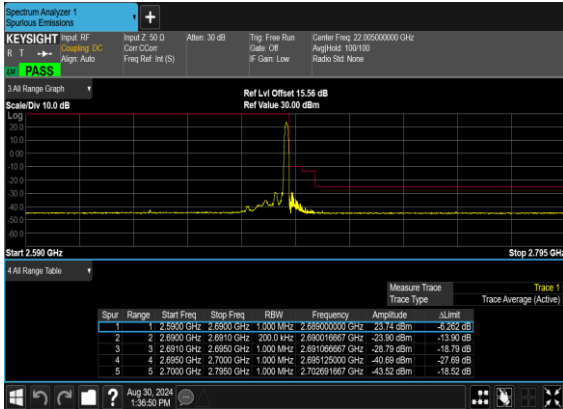 Spectrum Analyzer 1
Spurious Emissions
+
KEYSIGHT Input: RF Input Z: 50 Ω Atten: 30 dB Trig: Free Run Center Freq: 22.005000000 GHz
R T Coupling: DC Corr CCorr Gate: Off Avg|Hold: 100/100
Align: Auto Freq Ref: Int (S) IF Gain: Low Radio Std: None
PASS
3 All Range Graph
Ref Lvl Offset 15.56 dB
Scale/Div 10.0 dB Ref Value 30.00 dBm
Log
20.0
10.0
0.00
-10.0
-20.0
-30.0
-40.0
-50.0
-60.0
Start 2.590 GHz Stop 2.795 GHz
4 All Range Table
Measure Trace Trace 1
Trace Type Trace Average (Active)
Spur Range Start Freq Stop Freq RBW Frequency Amplitude ΔLimit
1 1 2.5900 GHz 2.6900 GHz 1.000 MHz 2.689000000 GHz 23.74 dBm -6.262 dB
2 2 2.6900 GHz 2.6910 GHz 200.0 kHz 2.690016667 GHz -23.90 dBm -13.90 dB
3 3 2.6910 GHz 2.6950 GHz 1.000 MHz 2.691066667 GHz -28.79 dBm -18.79 dB
4 4 2.6950 GHz 2.7000 GHz 1.000 MHz 2.695125000 GHz -40.69 dBm -27.69 dB
5 5 2.7000 GHz 2.7950 GHz 1.000 MHz 2.702691667 GHz -43.52 dBm -18.52 dB
? Aug 30, 2024
1:36:50 PM